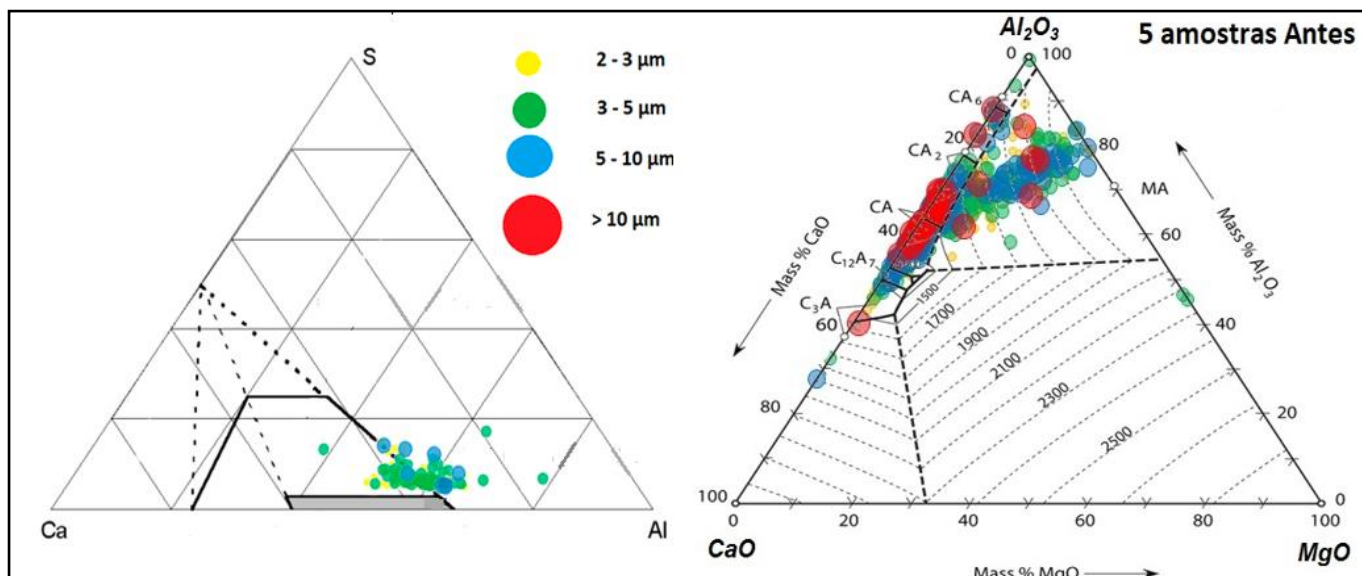 S
2 - 3 µm
3 - 5 µm
5 - 10 µm
> 10 µm
Ca
Al
5 amostras Antes
Al₂O₃
0
100
CA₆
20
CA₂
80
MA
CA
40
60
C₁₂A₇
C₃A
60
1500
1700
1900
2100
2300
2500
40
80
20
100
0
0
20
40
60
80
100
CaO
MgO
Mass % CaO
Mass % Al₂O₃
Mass % MgO